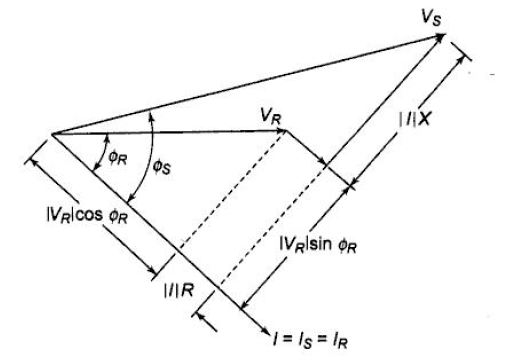 V_S
|I|X
V_R
ϕ_R
ϕ_S
|V_R|cos ϕ_R
|V_R|sin ϕ_R
|I|R
I = I_S = I_R